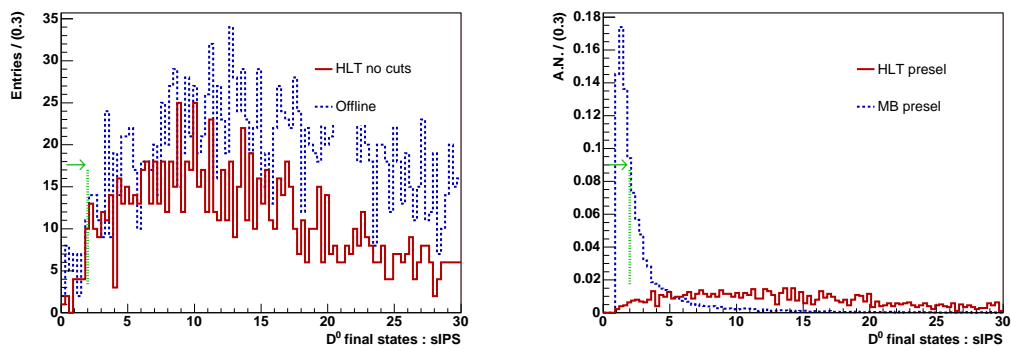 Entries / (0.3)
35
30
25
20
15
10
5
0
HLT no cuts
Offline
0 5 10 15 20 25 30
D⁰ final states : sIPS
A.N. / (0.3)
0.18
0.16
0.14
0.12
0.1
0.08
0.06
0.04
0.02
0
HLT presel
MB presel
0 5 10 15 20 25 30
D⁰ final states : sIPS